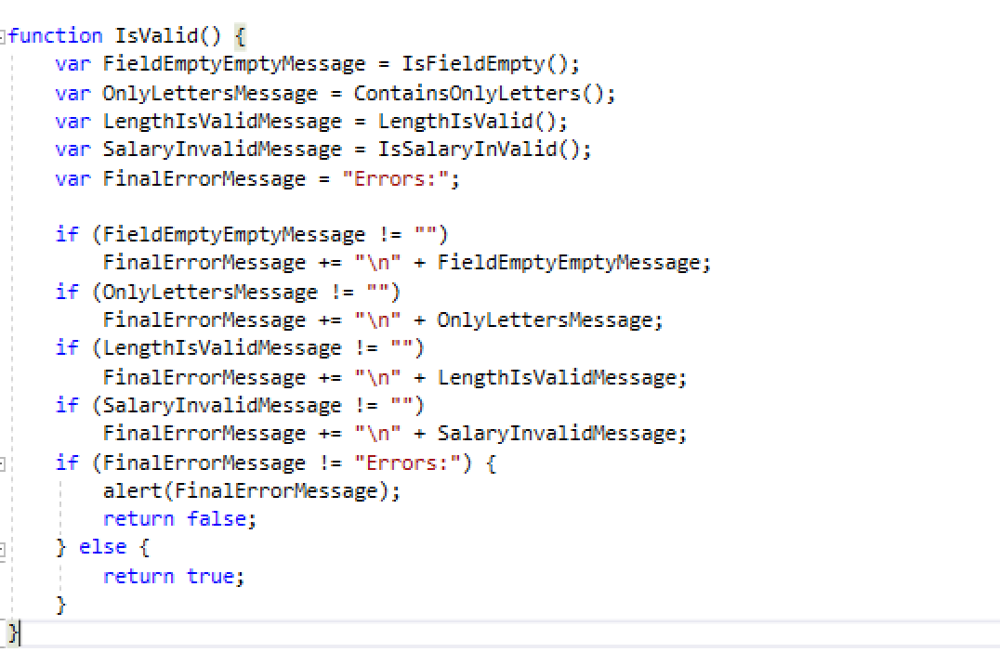 function IsValid() {
    var FieldEmptyEmptyMessage = IsFieldEmpty();
    var OnlyLettersMessage = ContainsOnlyLetters();
    var LengthIsValidMessage = LengthIsValid();
    var SalaryInvalidMessage = IsSalaryInValid();
    var FinalErrorMessage = "Errors:";

    if (FieldEmptyEmptyMessage != "")
        FinalErrorMessage += "\n" + FieldEmptyEmptyMessage;
    if (OnlyLettersMessage != "")
        FinalErrorMessage += "\n" + OnlyLettersMessage;
    if (LengthIsValidMessage != "")
        FinalErrorMessage += "\n" + LengthIsValidMessage;
    if (SalaryInvalidMessage != "")
        FinalErrorMessage += "\n" + SalaryInvalidMessage;
    if (FinalErrorMessage != "Errors:") {
        alert(FinalErrorMessage);
        return false;
    } else {
        return true;
    }
}